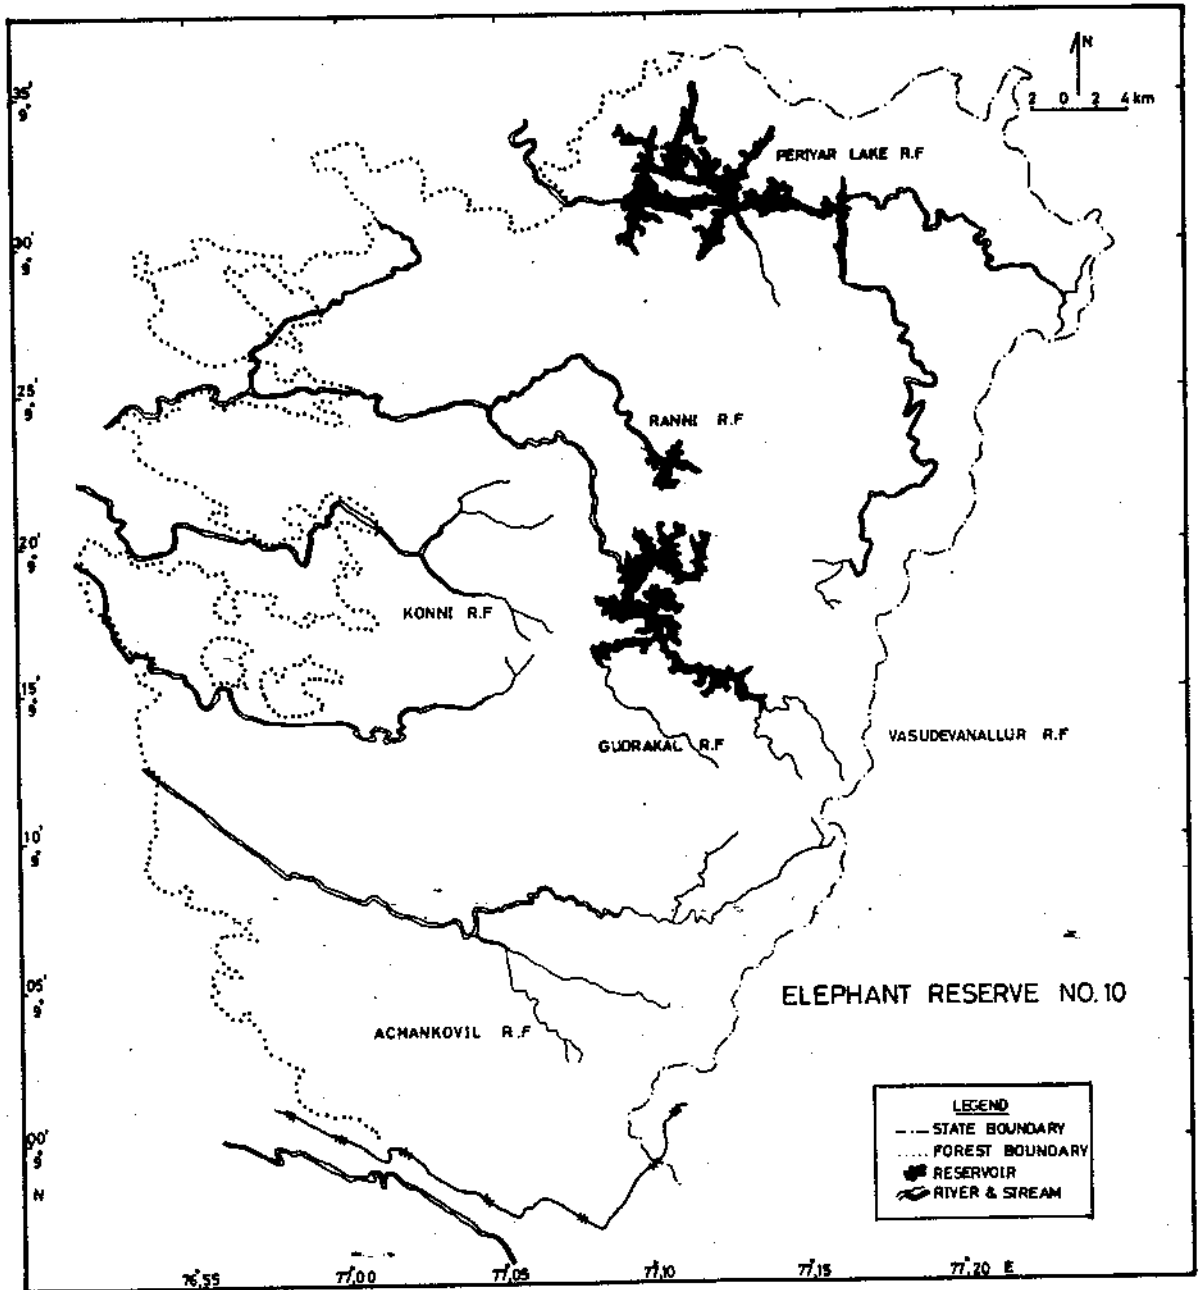 N
2 0 2 4 km
35'
9°
PERIYAR LAKE R.F
30'
9°
25'
9°
RANNI R.F
20'
9°
KONNI R.F
15'
9°
GUDRAKAL R.F
VASUDEVANALLUR R.F
10'
9°
05'
9°
ELEPHANT RESERVE NO. 10
ACHANKOVIL R.F
LEGEND
STATE BOUNDARY
FOREST BOUNDARY
RESERVOIR
RIVER & STREAM
00'
9°
N
76°,55 77°,00 77°,05 77°,10 77°,15 77°,20 E